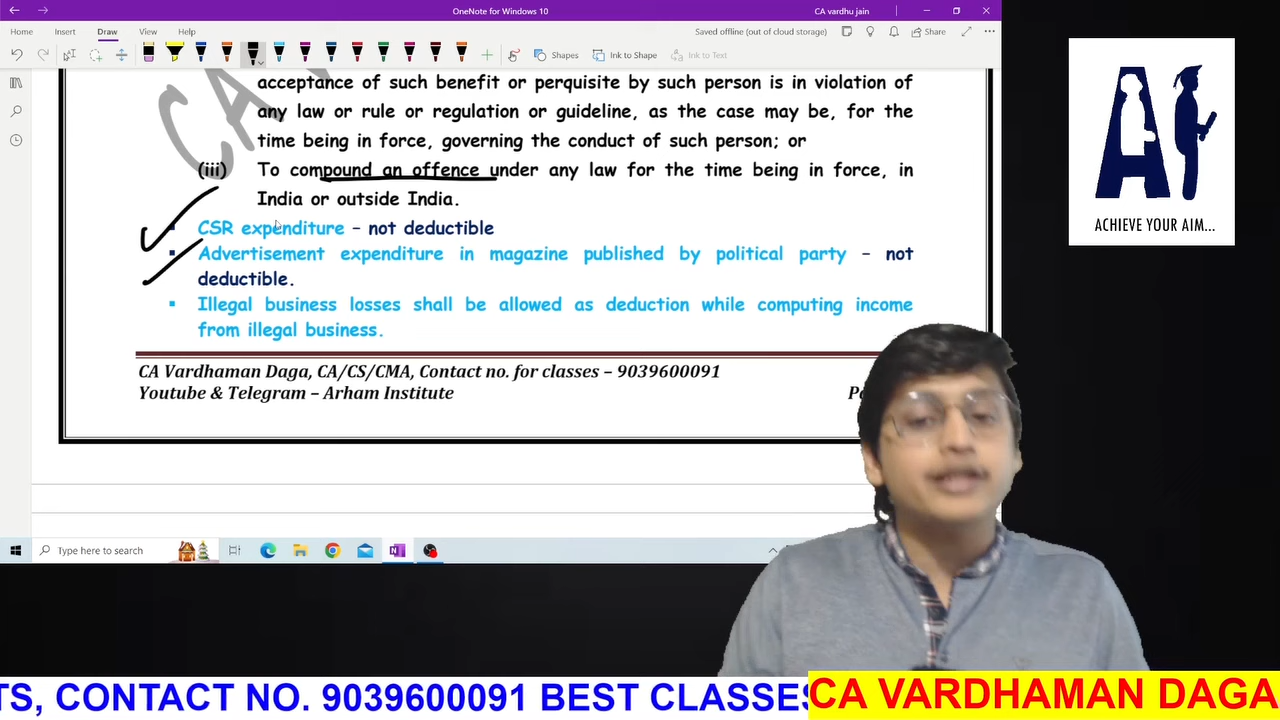 OneNote for Windows 10
CA vardhu jain
Home Insert Draw View Help
Saved offline (out of cloud storage)
Share
Shapes
Ink to Shape
Ink to Text
acceptance of such benefit or perquisite by such person is in violation of
any law or rule or regulation or guideline, as the case may be, for the
time being in force, governing the conduct of such person; or
(iii) To compound an offence under any law for the time being in force, in
India or outside India.
▪ CSR expenditure – not deductible
▪ Advertisement expenditure in magazine published by political party – not
deductible.
▪ Illegal business losses shall be allowed as deduction while computing income
from illegal business.
CA Vardhaman Daga, CA/CS/CMA, Contact no. for classes – 9039600091
Youtube & Telegram – Arham Institute
Type here to search
ACHIEVE YOUR AIM...
TS, CONTACT NO. 9039600091 BEST CLASSES
CA VARDHAMAN DAGA